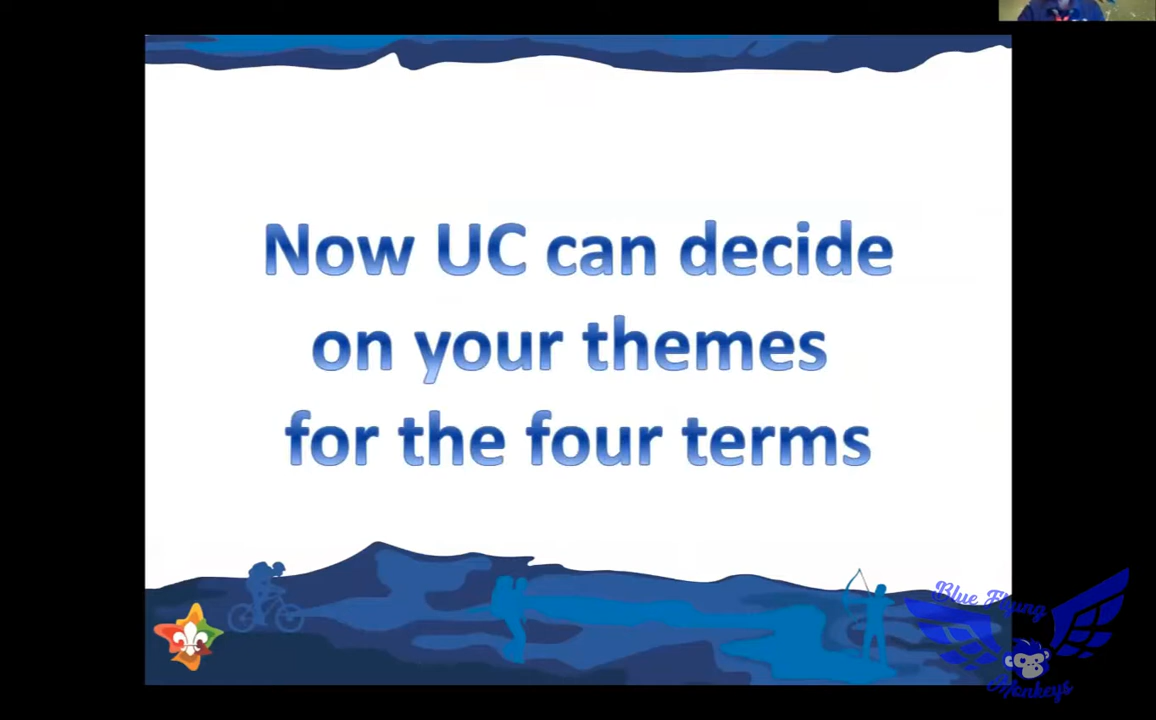 Now UC can decide
on your themes
for the four terms
Blue Flying
Monkeys